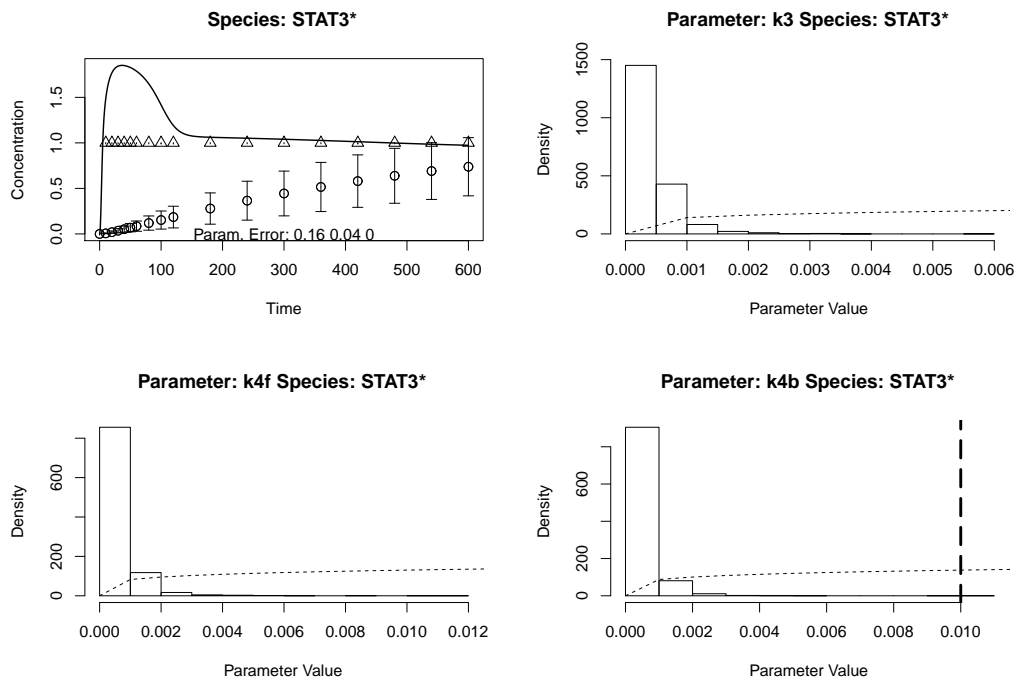 Species: STAT3*
Concentration
0.0 0.5 1.0 1.5
Param. Error: 0.16 0.04 0
0 100 200 300 400 500 600
Time
Parameter: k3 Species: STAT3*
Density
0 500 1000 1500
0.000 0.001 0.002 0.003 0.004 0.005 0.006
Parameter Value
Parameter: k4f Species: STAT3*
Density
0 200 600
0.000 0.002 0.004 0.006 0.008 0.010 0.012
Parameter Value
Parameter: k4b Species: STAT3*
Density
0 200 600
0.000 0.002 0.004 0.006 0.008 0.010
Parameter Value